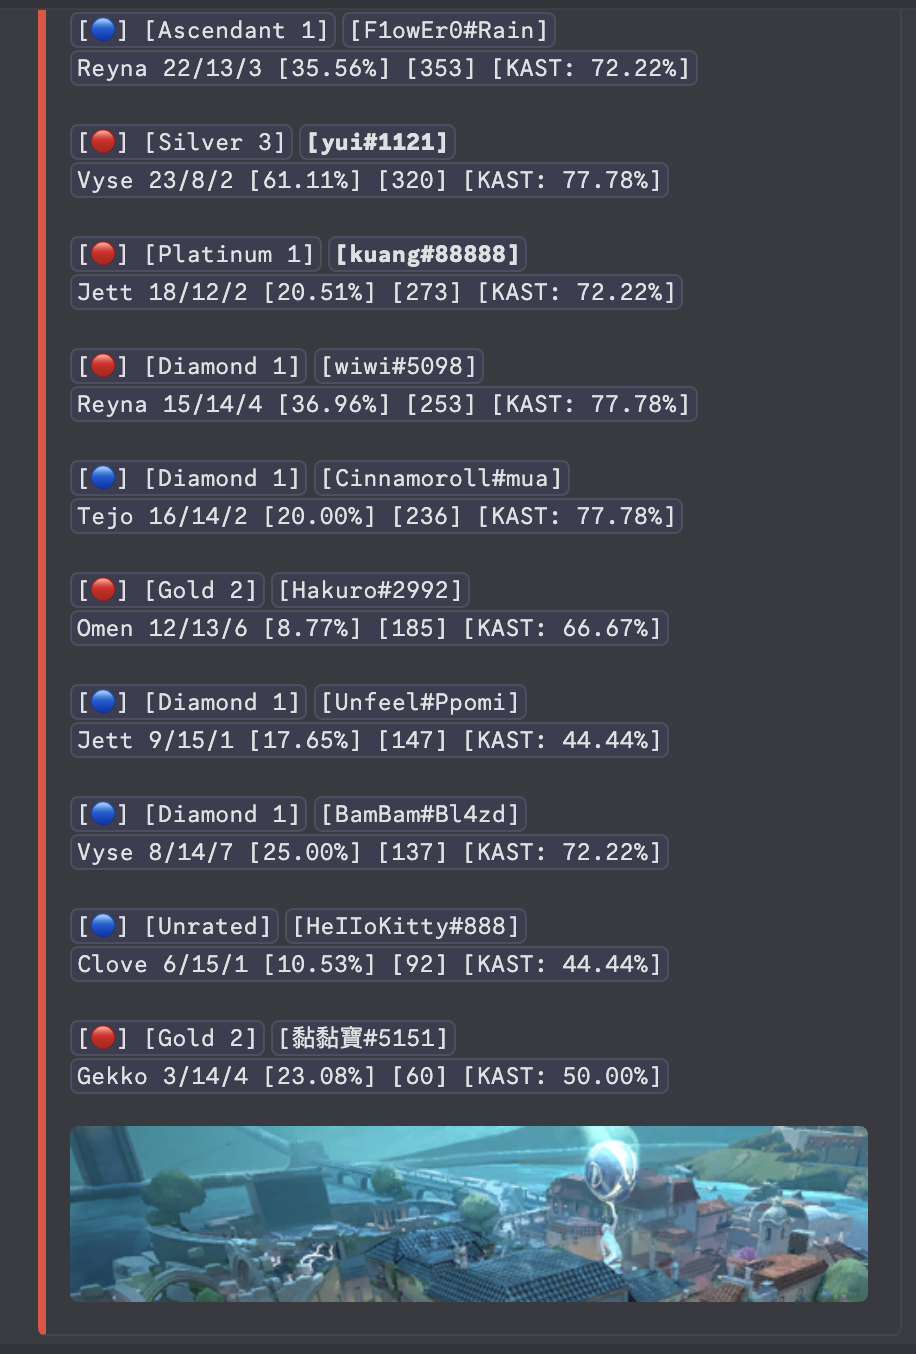 [🔵] [Ascendant 1] [F1owEr0#Rain]
Reyna 22/13/3 [35.56%] [353] [KAST: 72.22%]
[🔴] [Silver 3] [yui#1121]
Vyse 23/8/2 [61.11%] [320] [KAST: 77.78%]
[🔴] [Platinum 1] [kuang#88888]
Jett 18/12/2 [20.51%] [273] [KAST: 72.22%]
[🔴] [Diamond 1] [wiwi#5098]
Reyna 15/14/4 [36.96%] [253] [KAST: 77.78%]
[🔵] [Diamond 1] [Cinnamoroll#mua]
Tejo 16/14/2 [20.00%] [236] [KAST: 77.78%]
[🔴] [Gold 2] [Hakuro#2992]
Omen 12/13/6 [8.77%] [185] [KAST: 66.67%]
[🔵] [Diamond 1] [Unfeel#Ppomi]
Jett 9/15/1 [17.65%] [147] [KAST: 44.44%]
[🔵] [Diamond 1] [BamBam#Bl4zd]
Vyse 8/14/7 [25.00%] [137] [KAST: 72.22%]
[🔵] [Unrated] [HeIIoKitty#888]
Clove 6/15/1 [10.53%] [92] [KAST: 44.44%]
[🔴] [Gold 2] [黏黏寶#5151]
Gekko 3/14/4 [23.08%] [60] [KAST: 50.00%]